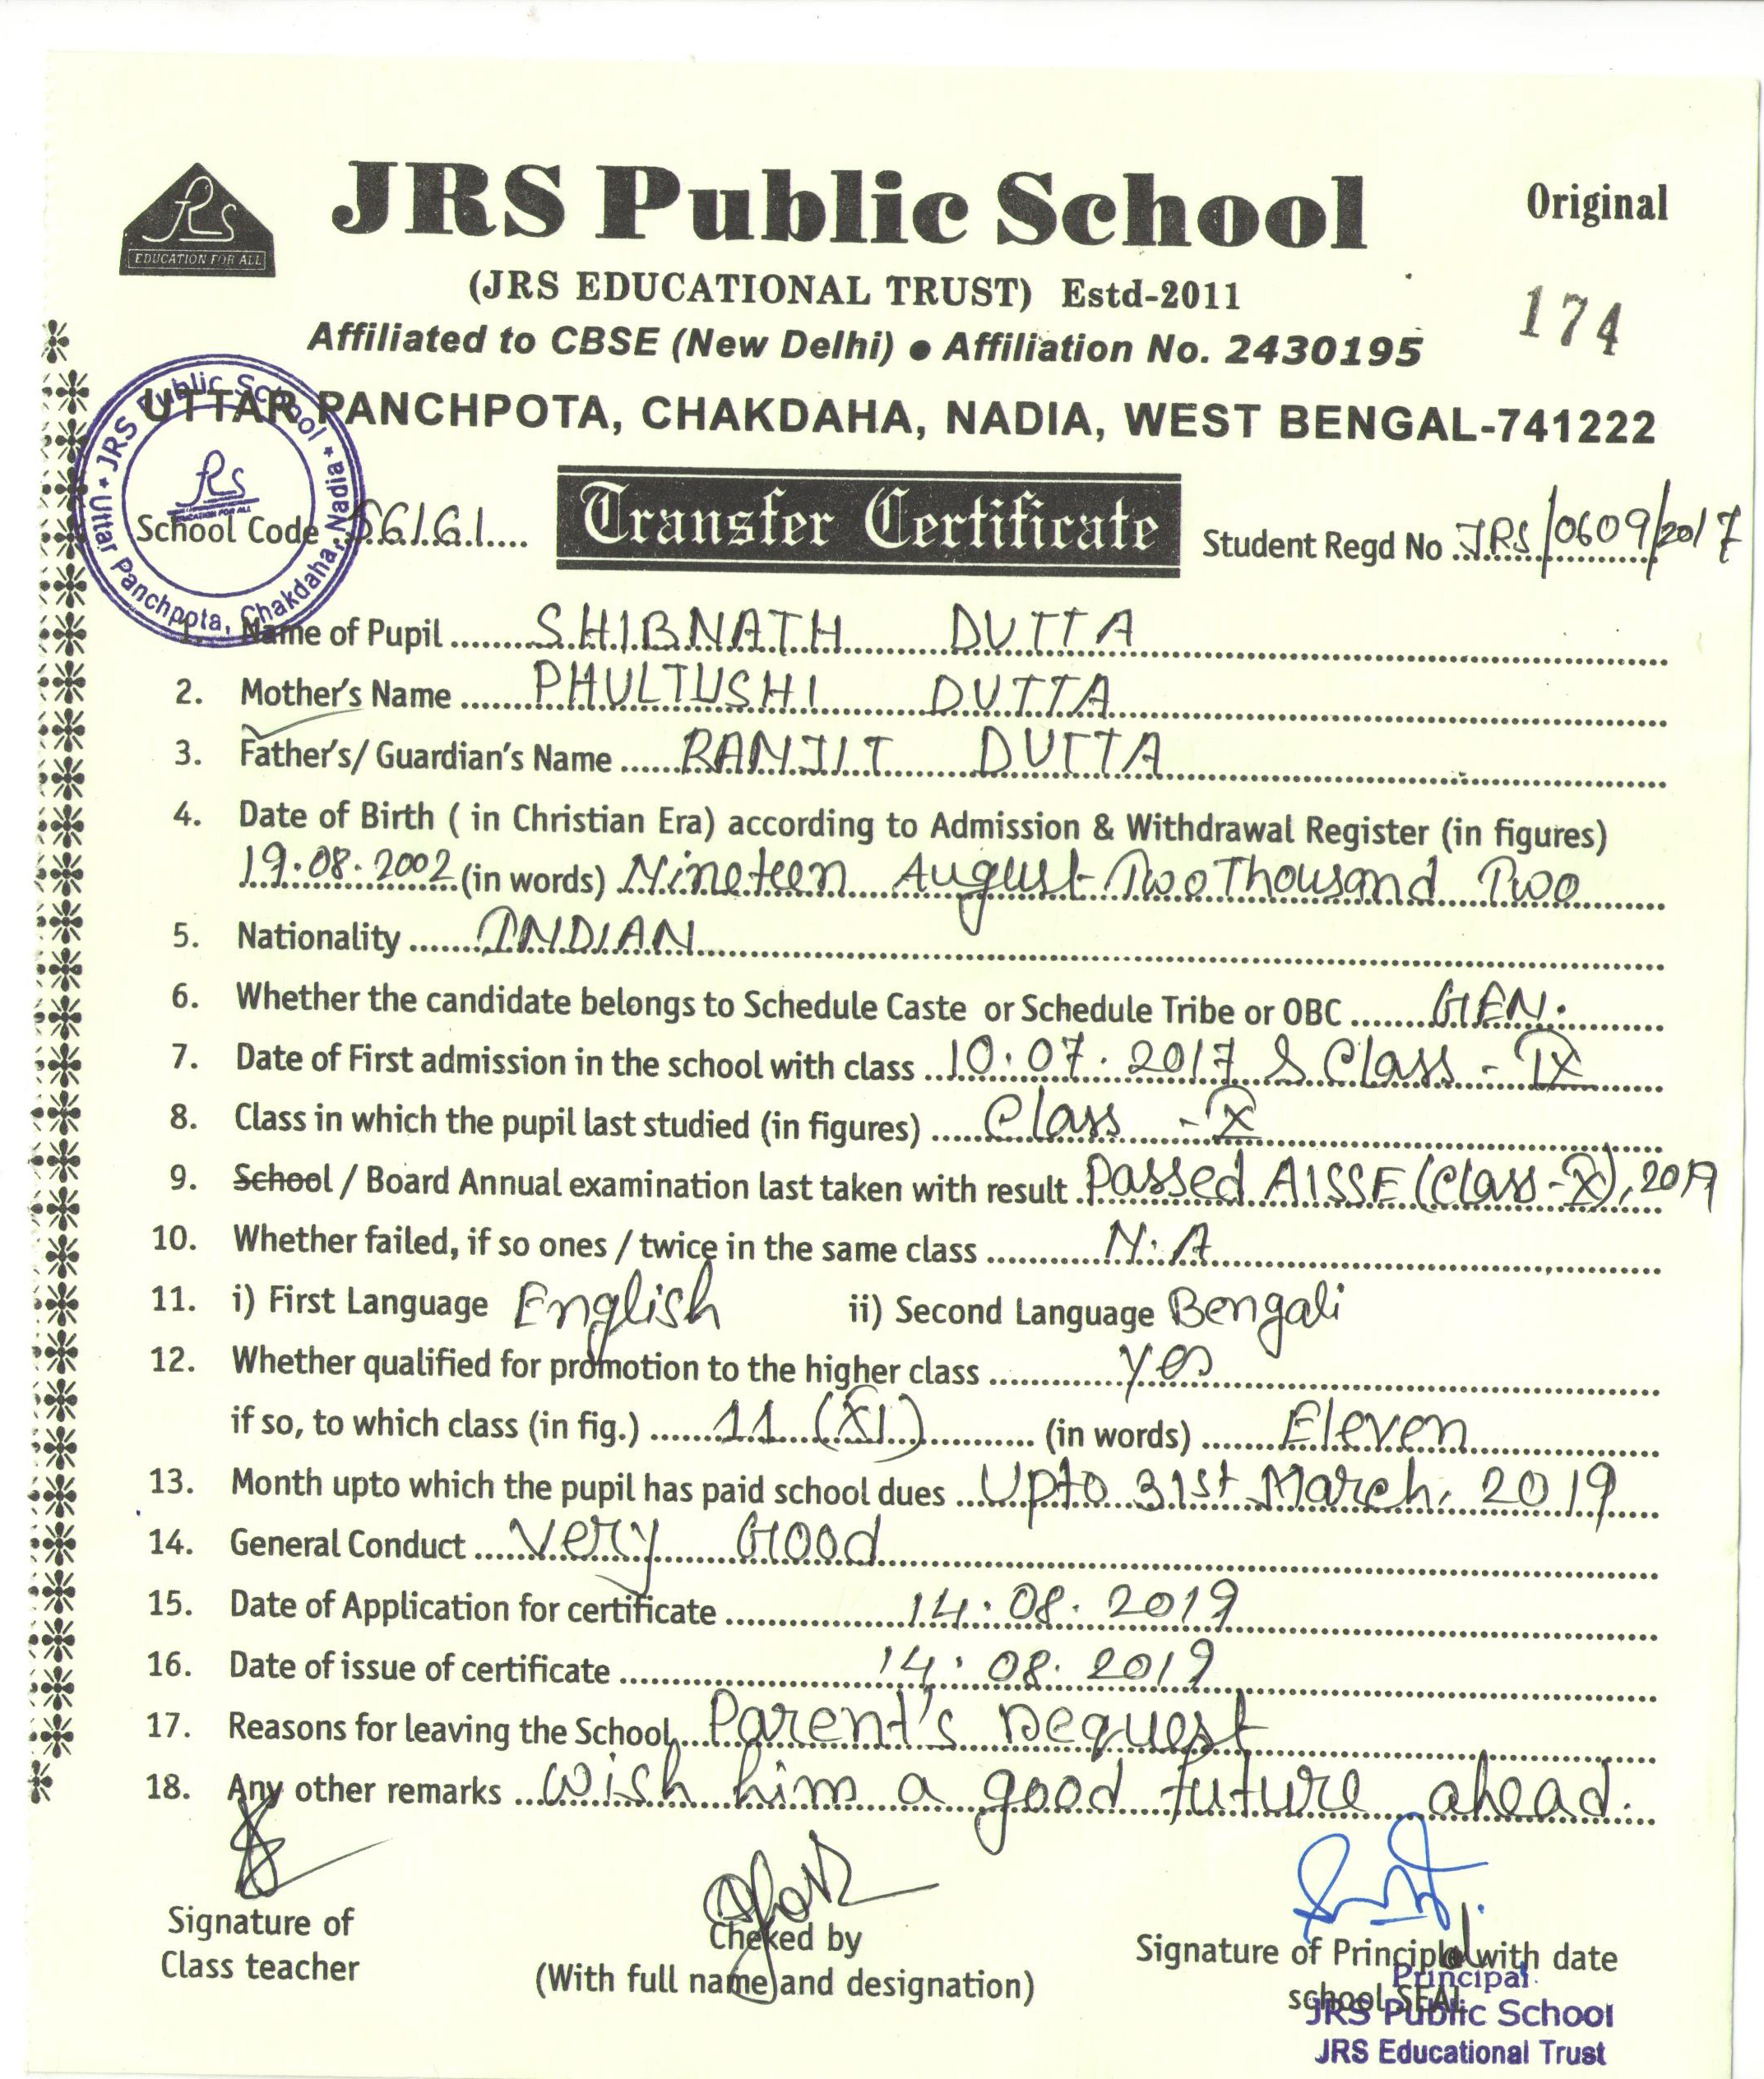 JRS Public School
Original
EDUCATION FOR ALL
(JRS EDUCATIONAL TRUST) Estd-2011
174
Affiliated to CBSE (New Delhi) ● Affiliation No. 2430195
UTTAR PANCHPOTA, CHAKDAHA, NADIA, WEST BENGAL-741222
JRS Public School * Uttar Panchpota, Chakdaha, Nadia *
School Code 56161
Transfer Certificate
Student Regd No JRS/0609/2017
1. Name of Pupil SHIBNATH DUTTA
2. Mother's Name PHULTUSHI DUTTA
3. Father's/ Guardian's Name RANJIT DUTTA
4. Date of Birth ( in Christian Era) according to Admission & Withdrawal Register (in figures)
19.08.2002 (in words) Nineteen August Two Thousand Two
5. Nationality INDIAN
6. Whether the candidate belongs to Schedule Caste or Schedule Tribe or OBC GEN.
7. Date of First admission in the school with class 10.07.2017 & Class - IX
8. Class in which the pupil last studied (in figures) Class - X
9. School / Board Annual examination last taken with result Passed AISSE (Class-X), 2019
10. Whether failed, if so ones / twice in the same class N.A
11. i) First Language English ii) Second Language Bengali
12. Whether qualified for promotion to the higher class yes
if so, to which class (in fig.) 11 (XI) (in words) Eleven
13. Month upto which the pupil has paid school dues Upto 31st March, 2019
14. General Conduct Very Good
15. Date of Application for certificate 14.08.2019
16. Date of issue of certificate 14.08.2019
17. Reasons for leaving the School Parent's request
18. Any other remarks Wish him a good future ahead.
Signature of
Class teacher
Cheked by
(With full name and designation)
Signature of Principal with date
school SEAL
Principal
JRS Public School
JRS Educational Trust